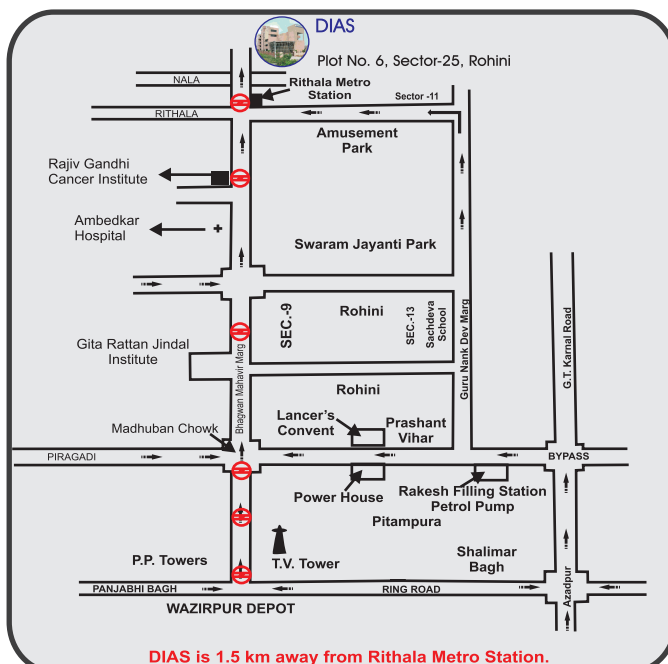 DIAS
Plot No. 6, Sector-25, Rohini
NALA
Rithala Metro
Station
Sector -11
RITHALA
Amusement
Park
Rajiv Gandhi
Cancer Institute
Ambedkar
Hospital
Swaram Jayanti Park
SEC.-9
Rohini
SEC.-13
Sachdeva
School
Guru Nank Dev Marg
G.T. Karnal Road
Gita Rattan Jindal
Institute
Bhagwan Mahavir Marg
Rohini
Lancer's
Convent
Prashant
Vihar
Madhuban Chowk
PIRAGADI
BYPASS
Power House
Rakesh Filling Station
Petrol Pump
Pitampura
P.P. Towers
T.V. Tower
Shalimar
Bagh
Azadpur
PANJABHI BAGH
RING ROAD
WAZIRPUR DEPOT
DIAS is 1.5 km away from Rithala Metro Station.